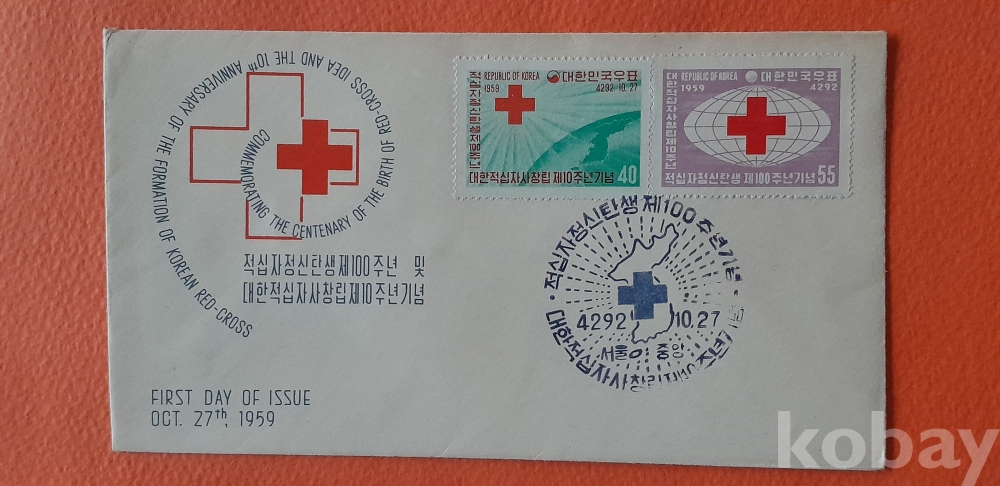 COMMEMORATING THE CENTENARY OF THE BIRTH OF RED-CROSS IDEA AND THE 10th ANNIVERSARY OF THE FORMATION OF KOREAN RED-CROSS
적십자정신탄생제100주년 및
대한적십자사창립제10주년기념
FIRST DAY OF ISSUE
OCT. 27th, 1959
REPUBLIC OF KOREA 대한민국우표
1959 4292.10.27
적십자정신탄생제100주년
대한적십자사창립제10주년기념
40
REPUBLIC OF KOREA 대한민국우표
1959 4292
대한적십자사창립제10주년
적십자정신탄생제100주년기념
55
적십자정신탄생제100주년기념
4292 10.27
서울 중앙
대한적십자사창립제10주년기념
kobay